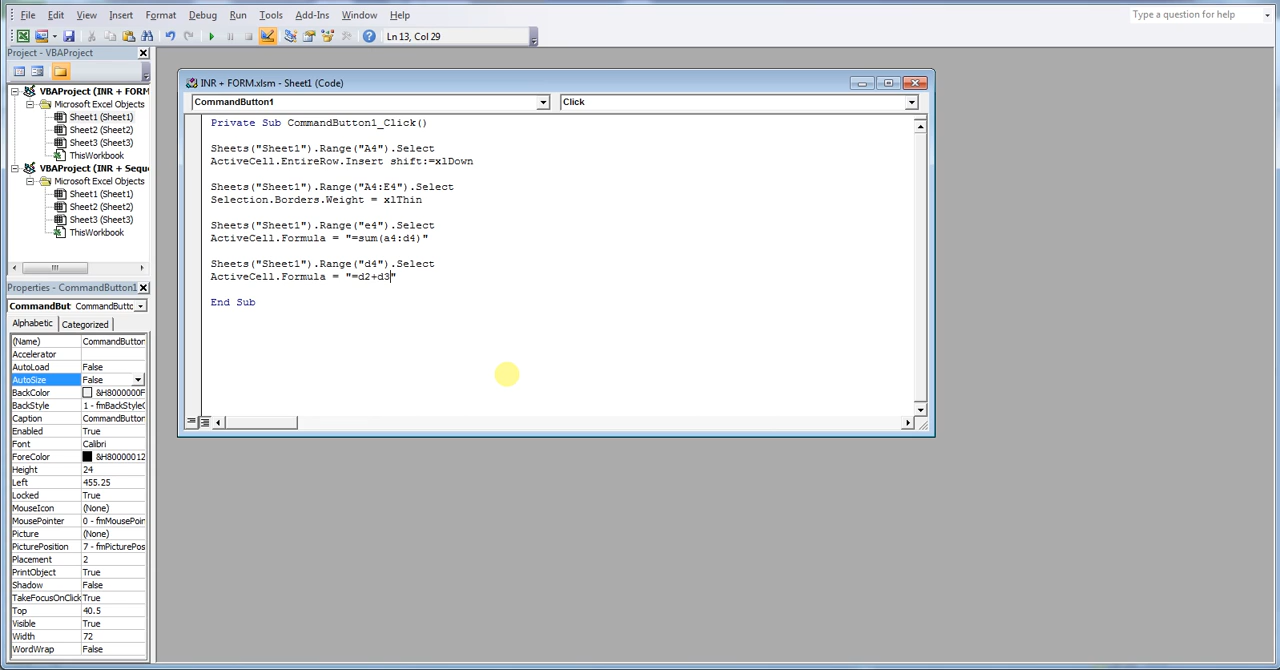 File Edit View Insert Format Debug Run Tools Add-Ins Window Help Type a question for help
Ln 13, Col 29
Project - VBAProject
VBAProject (INR + FORM
Microsoft Excel Objects
Sheet1 (Sheet1)
Sheet2 (Sheet2)
Sheet3 (Sheet3)
ThisWorkbook
VBAProject (INR + Seque
Microsoft Excel Objects
Sheet1 (Sheet1)
Sheet2 (Sheet2)
Sheet3 (Sheet3)
ThisWorkbook
Properties - CommandButton1
CommandBut CommandButto
Alphabetic Categorized
(Name) CommandButton
Accelerator
AutoLoad False
AutoSize False
BackColor &H8000000F
BackStyle 1 - fmBackStyleO
Caption CommandButton
Enabled True
Font Calibri
ForeColor &H80000012
Height 24
Left 455.25
Locked True
MouseIcon (None)
MousePointer 0 - fmMousePoin
Picture (None)
PicturePosition 7 - fmPicturePos
Placement 2
PrintObject True
Shadow False
TakeFocusOnClick True
Top 40.5
Visible True
Width 72
WordWrap False
INR + FORM.xlsm - Sheet1 (Code)
CommandButton1 Click
Private Sub CommandButton1_Click()
Sheets("Sheet1").Range("A4").Select
ActiveCell.EntireRow.Insert shift:=xlDown
Sheets("Sheet1").Range("A4:E4").Select
Selection.Borders.Weight = xlThin
Sheets("Sheet1").Range("e4").Select
ActiveCell.Formula = "=sum(a4:d4)"
Sheets("Sheet1").Range("d4").Select
ActiveCell.Formula = "=d2+d3"
End Sub